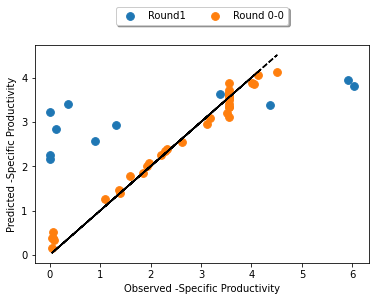 Round1 Round 0-0
Predicted -Specific Productivity
4
3
2
1
0
0 1 2 3 4 5 6
Observed -Specific Productivity